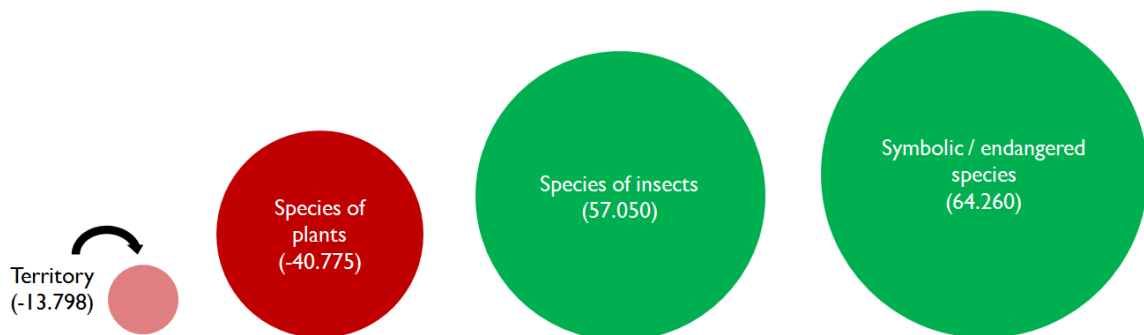 Territory
(-13.798)
Species of
plants
(-40.775)
Species of insects
(57.050)
Symbolic / endangered
species
(64.260)